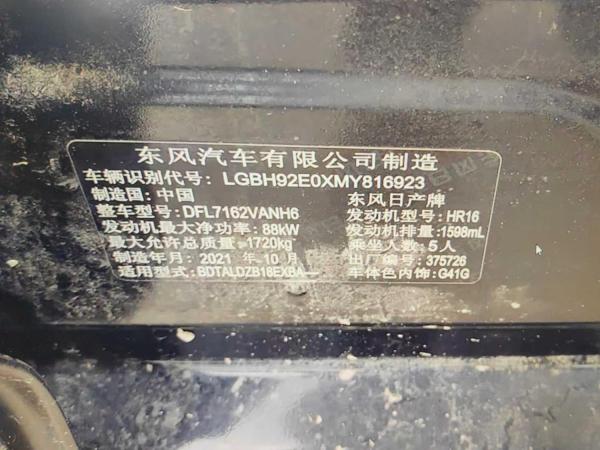 东风汽车有限公司制造
车辆识别代号: LGBH92E0XMY816923
制造国: 中国 东风日产牌
整车型号: DFL7162VANH6 发动机型号: HR16
发动机最大净功率: 88kW 发动机排量: 1598mL
最大允许总质量: 1720kg 乘坐人数: 5人
制造年月: 2021 年 10 月 出厂编号: 375726
适用型式: BDTALDZB18EXBA— 车体色内饰: G41G